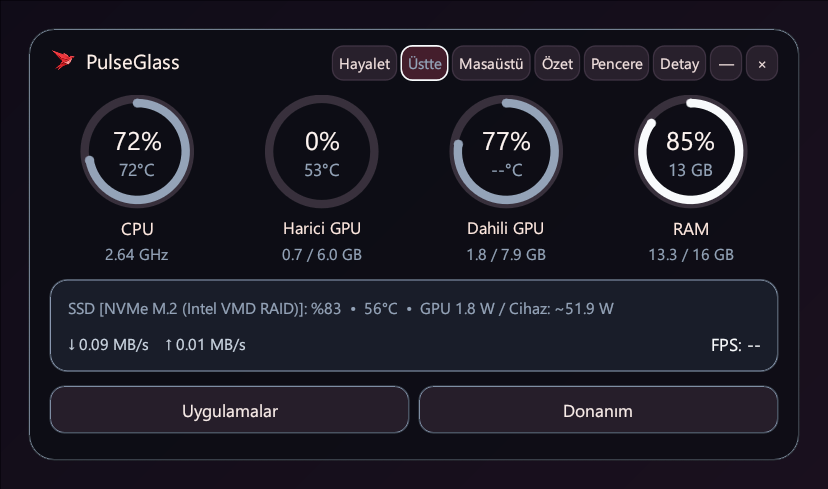 PulseGlass
Hayalet Üstte Masaüstü Özet Pencere Detay — ×
72% 0% 77% 85%
72°C 53°C --°C 13 GB
CPU Harici GPU Dahili GPU RAM
2.64 GHz 0.7 / 6.0 GB 1.8 / 7.9 GB 13.3 / 16 GB
SSD [NVMe M.2 (Intel VMD RAID)]: %83 • 56°C • GPU 1.8 W / Cihaz: ~51.9 W
↓ 0.09 MB/s ↑ 0.01 MB/s FPS: --
Uygulamalar Donanım